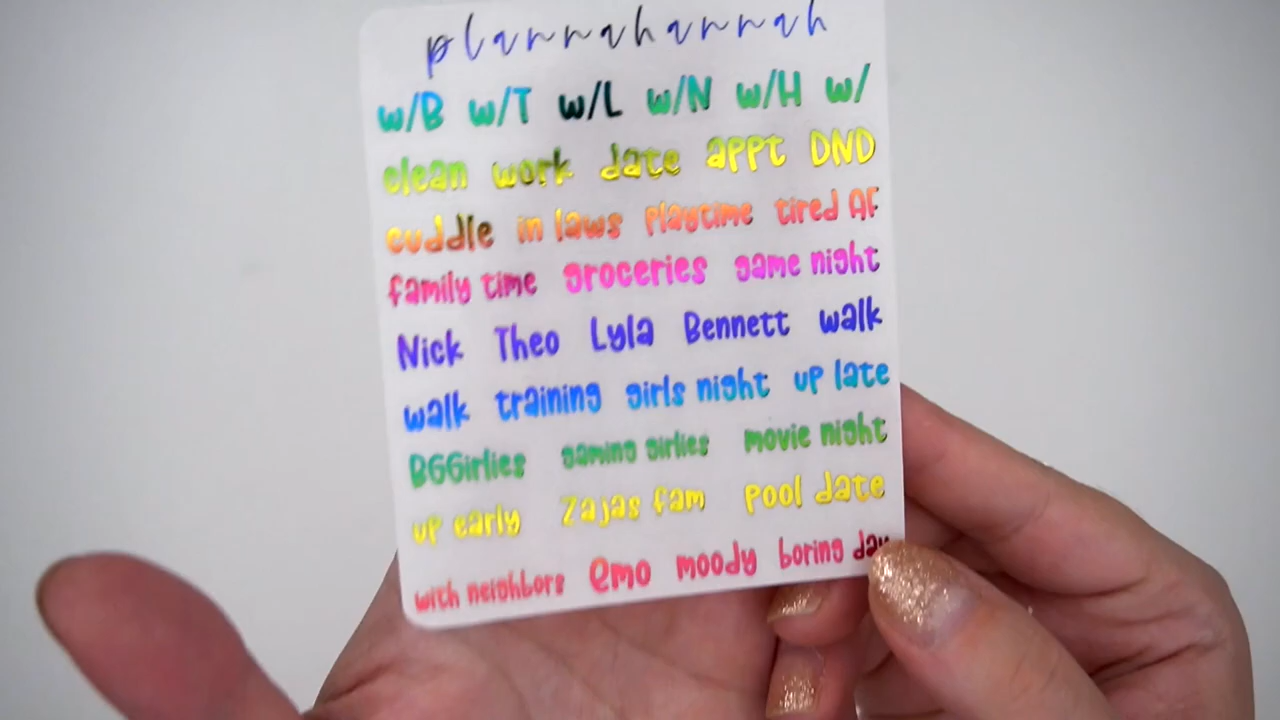 plannahannah
w/B w/T w/L w/N w/H w/
clean work date appt DND
cuddle in laws playtime tired AF
family time groceries game night
Nick Theo Lyla Bennett walk
walk training girls night up late
BGGirlies gaming girlies movie night
up early Zajas fam pool date
with neighbors emo moody boring day